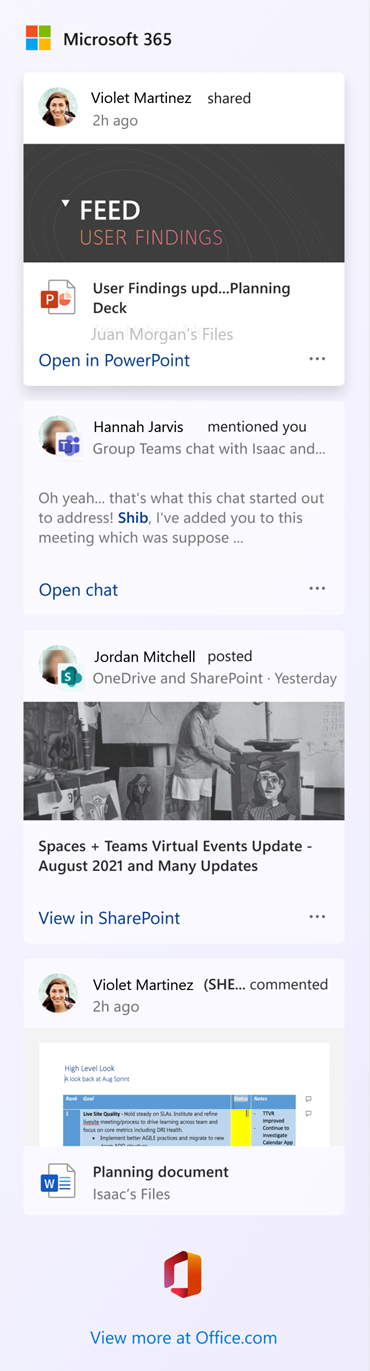 Microsoft 365
Violet Martinez shared
2h ago
FEED
USER FINDINGS
User Findings upd...Planning
Deck
Juan Morgan's Files
Open in PowerPoint
Hannah Jarvis mentioned you
Group Teams chat with Isaac and...
Oh yeah... that's what this chat started out
to address! Shib, I've added you to this
meeting which was suppose ...
Open chat
Jordan Mitchell posted
OneDrive and SharePoint · Yesterday
Spaces + Teams Virtual Events Update -
August 2021 and Many Updates
View in SharePoint
Violet Martinez (SHE... commented
2h ago
High Level Look
A look back at Aug Sprint
Rank Goal Status Notes
1 Live Site Quality - Hold steady on SLAs. Institute and refine - TTVR
livesite meeting/process to drive learning across team and improved
focus on core metrics including DRI Health. - Continue to
• Implement better AGILE practices and migrate to new investigate
Calendar App
Planning document
Isaac's Files
View more at Office.com